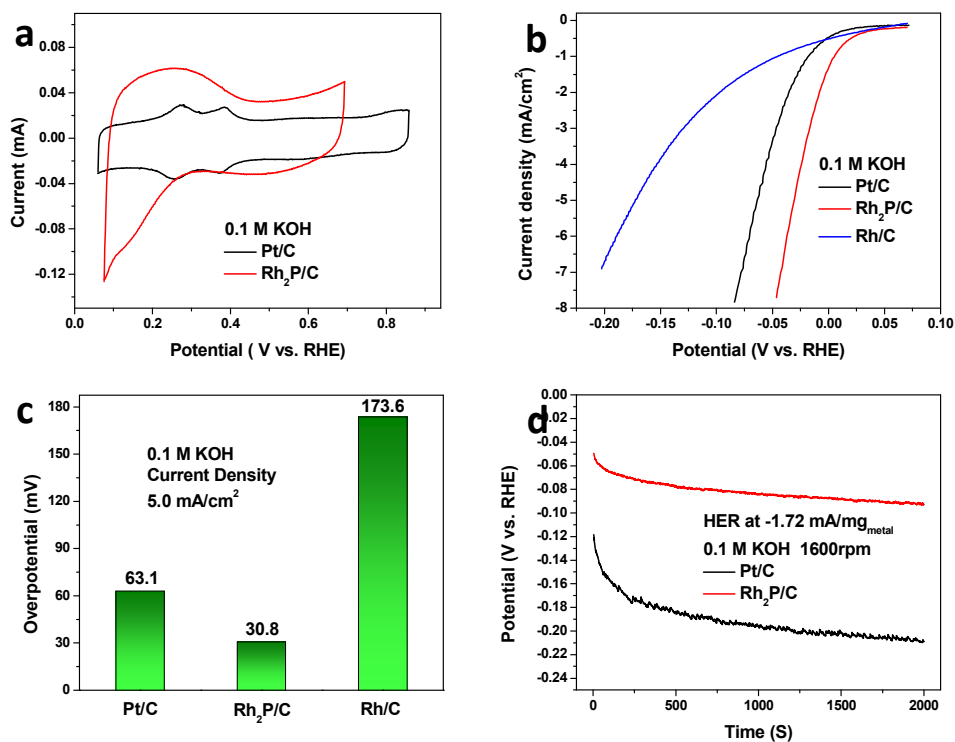 a
0.08
0.04
0.00
-0.04
-0.08
-0.12
Current (mA)
0.1 M KOH
Pt/C
Rh₂P/C
0.0 0.2 0.4 0.6 0.8
Potential ( V vs. RHE)
b
0
-1
-2
-3
-4
-5
-6
-7
-8
Current density (mA/cm²)
0.1 M KOH
Pt/C
Rh₂P/C
Rh/C
-0.20 -0.15 -0.10 -0.05 0.00 0.05 0.10
Potential (V vs. RHE)
c
180
150
120
90
60
30
0
Overpotential (mV)
0.1 M KOH
Current Density
5.0 mA/cm²
63.1
30.8
173.6
Pt/C Rh₂P/C Rh/C
d
0.00
-0.02
-0.04
-0.06
-0.08
-0.10
-0.12
-0.14
-0.16
-0.18
-0.20
-0.22
-0.24
Potential (V vs. RHE)
HER at -1.72 mA/mg_metal
0.1 M KOH 1600rpm
Pt/C
Rh₂P/C
0 500 1000 1500 2000
Time (S)